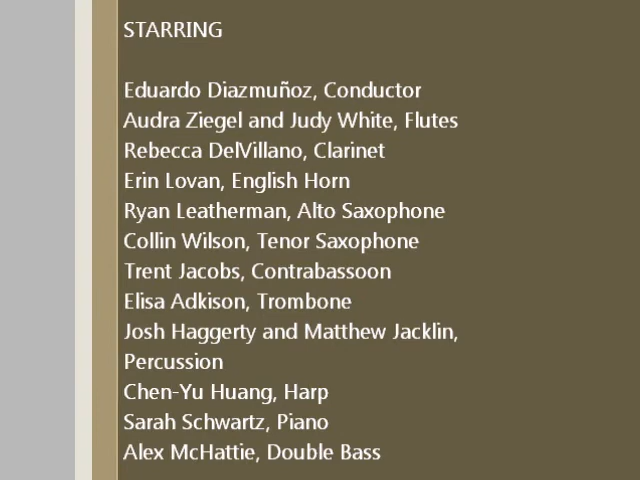 STARRING
Eduardo Diazmuñoz, Conductor
Audra Ziegel and Judy White, Flutes
Rebecca DelVillano, Clarinet
Erin Lovan, English Horn
Ryan Leatherman, Alto Saxophone
Collin Wilson, Tenor Saxophone
Trent Jacobs, Contrabassoon
Elisa Adkison, Trombone
Josh Haggerty and Matthew Jacklin,
Percussion
Chen-Yu Huang, Harp
Sarah Schwartz, Piano
Alex McHattie, Double Bass